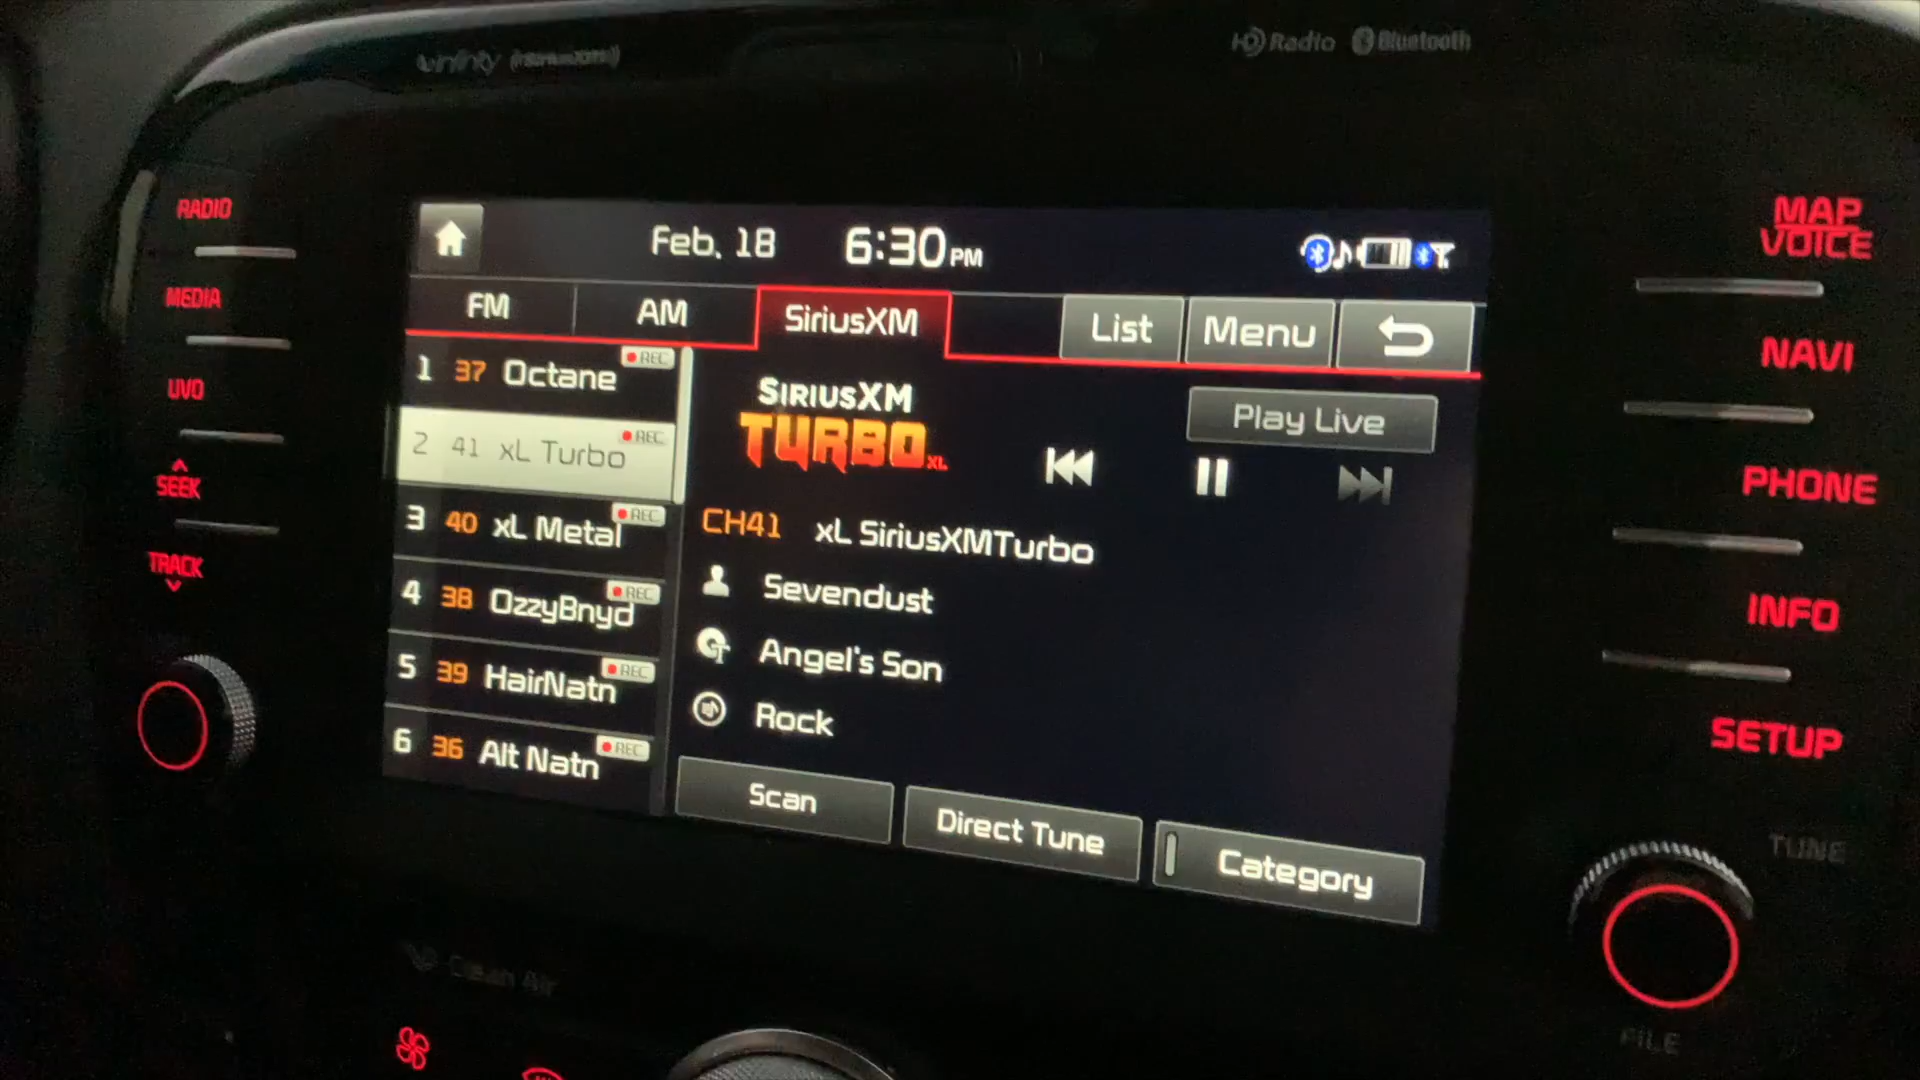 infinity (((SiriusXM)))
HD Radio Bluetooth
RADIO
MEDIA
UVO
SEEK
TRACK
Feb. 18 6:30 PM
FM AM SiriusXM List Menu
1 37 Octane REC
2 41 xL Turbo REC
3 40 xL Metal REC
4 38 OzzyBnyd REC
5 39 HairNatn REC
6 36 Alt Natn REC
SIRIUSXM
TURBO XL
Play Live
CH41 xL SiriusXMTurbo
Sevendust
Angel's Son
Rock
Scan Direct Tune Category
MAP
VOICE
NAVI
PHONE
INFO
SETUP
TUNE
FILE
Clean Air